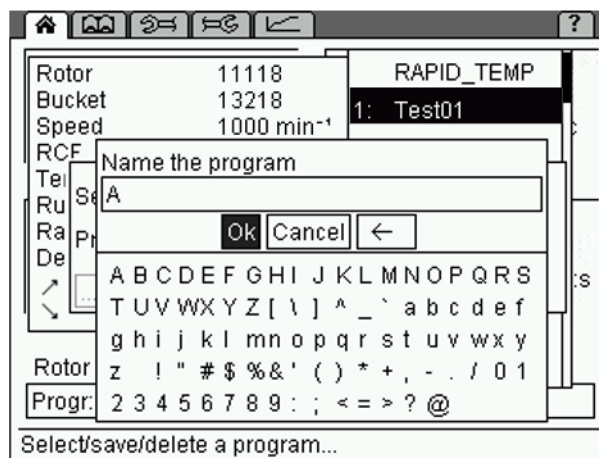 ?
Rotor 11118
Bucket 13218
Speed 1000 min⁻¹
RCF
RAPID_TEMP
1: Test01
Name the program
A
Ok Cancel ←
A B C D E F G H I J K L M N O P Q R S
T U V W X Y Z [ \ ] ^ _ ` a b c d e f
g h i j k l m n o p q r s t u v w x y
z ! " # $ % & ' ( ) * + , - . / 0 1
2 3 4 5 6 7 8 9 : ; < = > ? @
Rotor
Progr:
Select/save/delete a program...